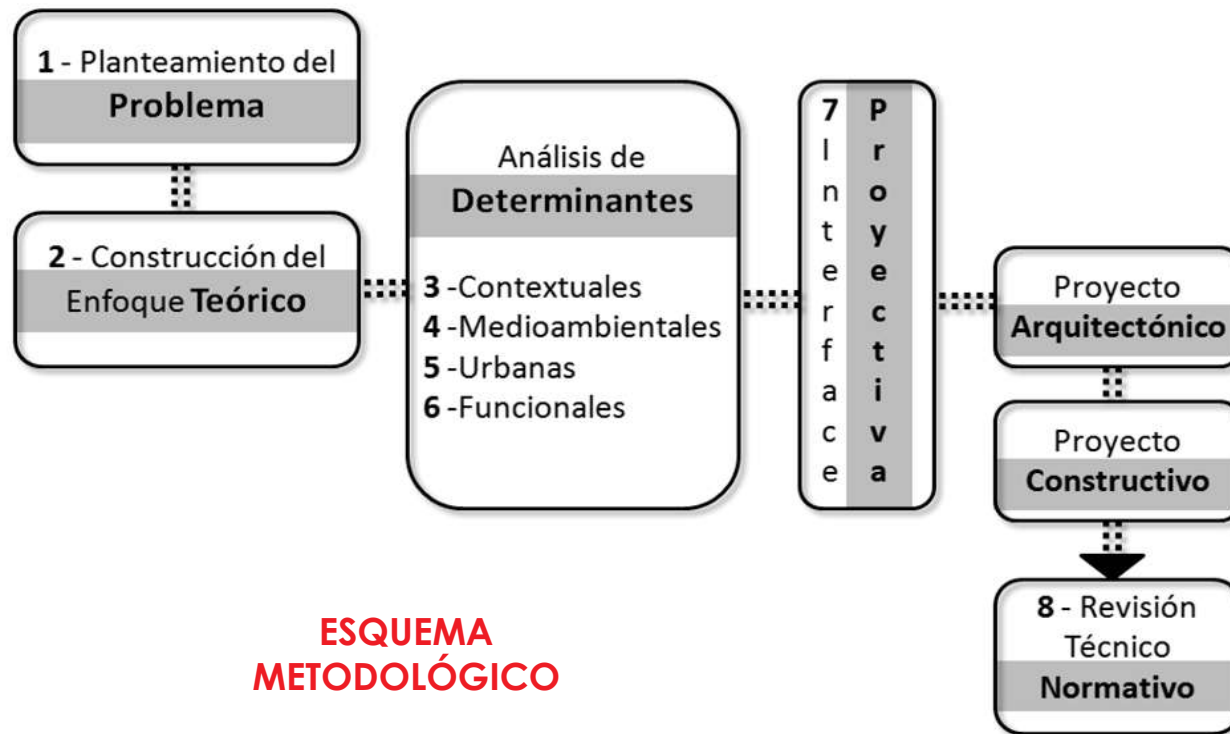 1 - Planteamiento del
Problema
2 - Construcción del
Enfoque Teórico
Análisis de
Determinantes
3 -Contextuales
4 -Medioambientales
5 -Urbanas
6 -Funcionales
7 Interface
Proyectiva
Proyecto
Arquitectónico
Proyecto
Constructivo
8 - Revisión
Técnico
Normativo
ESQUEMA
METODOLÓGICO